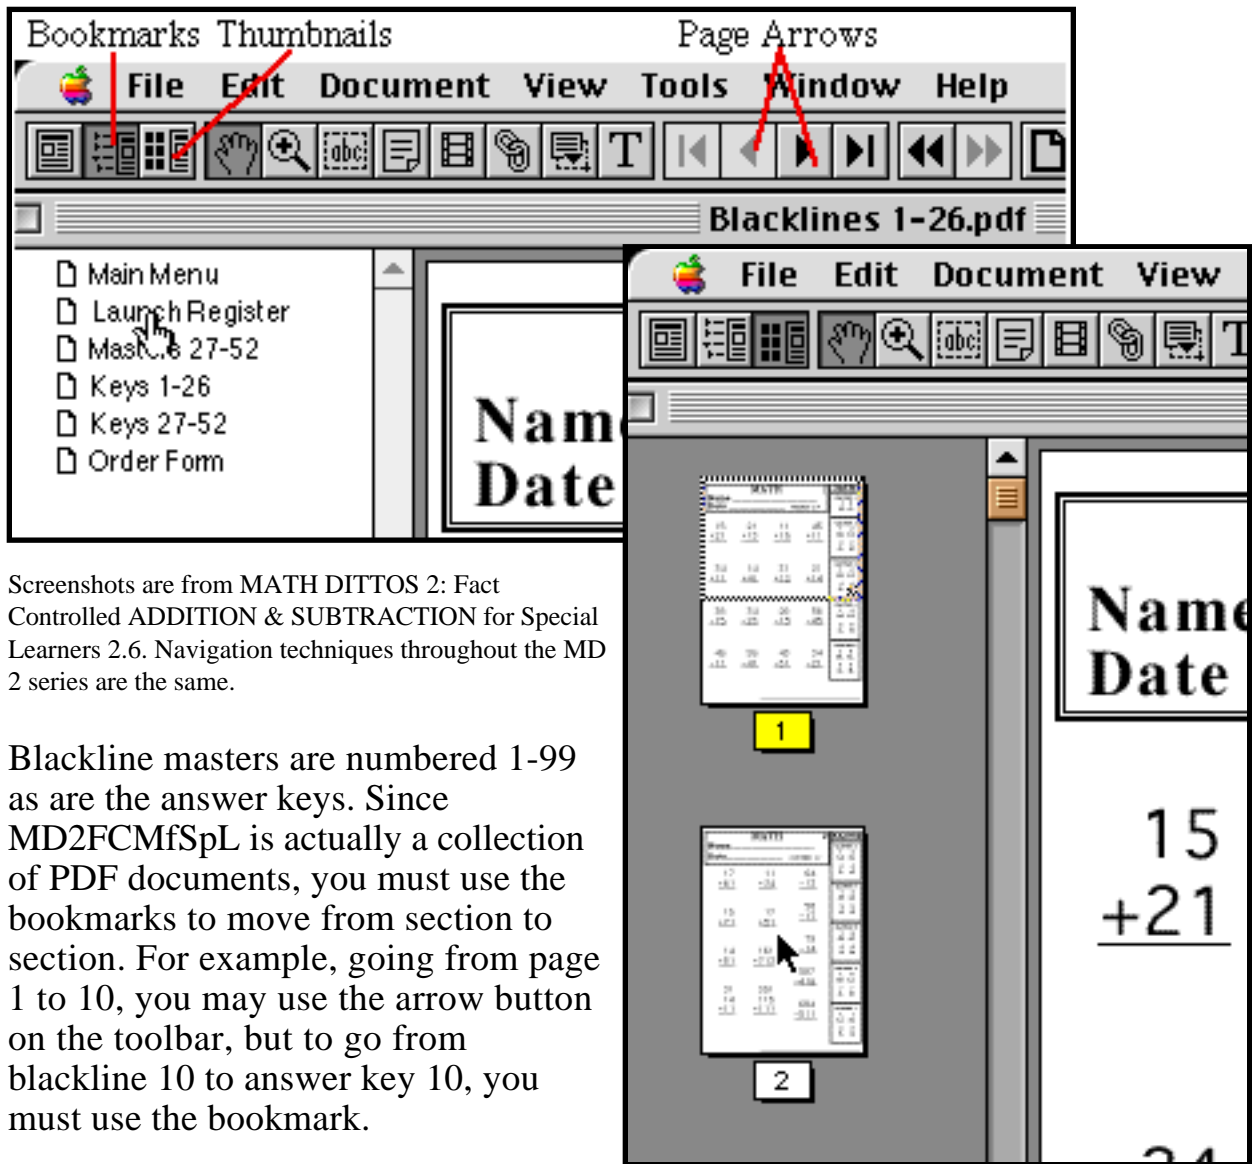 Bookmarks Thumbnails Page Arrows
File Edit Document View Tools Window Help
abc T
Blacklines 1-26.pdf
Main Menu
Launch Register
27-52
Keys 1-26
Keys 27-52
Order Form
Name
Date
File Edit Document View
abc T
MATH
1
MATH
2
Name
Date
15
+21
Screenshots are from MATH DITTOS 2: Fact
Controlled ADDITION & SUBTRACTION for Special
Learners 2.6. Navigation techniques throughout the MD
2 series are the same.
Blackline masters are numbered 1-99
as are the answer keys. Since
MD2FCMfSpL is actually a collection
of PDF documents, you must use the
bookmarks to move from section to
section. For example, going from page
1 to 10, you may use the arrow button
on the toolbar, but to go from
blackline 10 to answer key 10, you
must use the bookmark.